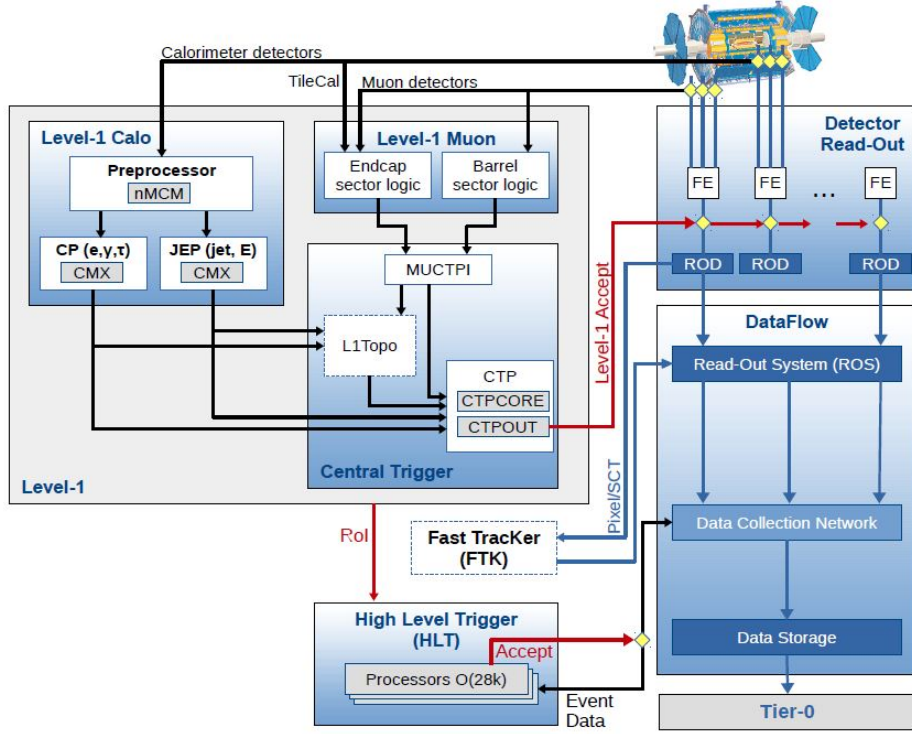 Calorimeter detectors
TileCal
Muon detectors
Level-1 Calo
Preprocessor
nMCM
CP (e,γ,τ)
CMX
JEP (jet, E)
CMX
Level-1 Muon
Endcap
sector logic
Barrel
sector logic
MUCTPI
L1Topo
CTP
CTPCORE
CTPOUT
Central Trigger
Level-1
Level-1 Accept
Detector
Read-Out
FE
FE
...
FE
ROD
ROD
ROD
DataFlow
Read-Out System (ROS)
Data Collection Network
Data Storage
Tier-0
Pixel/SCT
RoI
Fast TracKer
(FTK)
High Level Trigger
(HLT)
Accept
Processors O(28k)
Event
Data